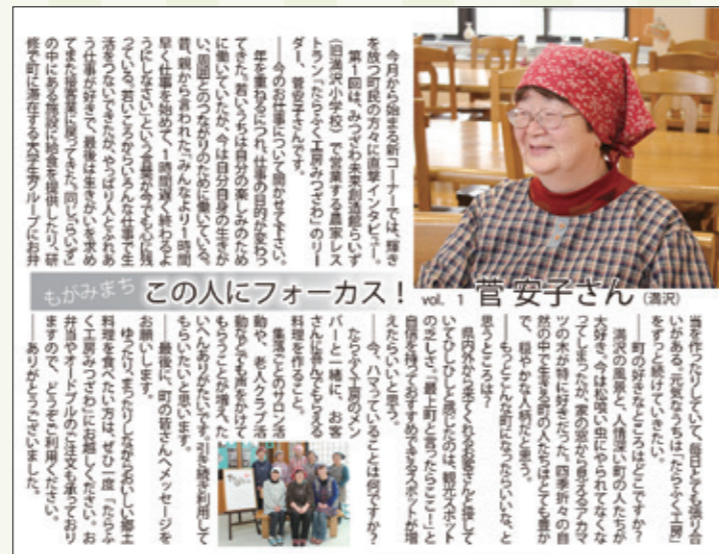 今月から始まる新コーナーでは、輝き
を放つ町民の方々に直撃インタビュー。
第1回は、みつざわ未来創造館らいず
(旧満沢小学校)で営業する農家レス
トラン「たらふく工房みつざわ」のリー
ダー、菅安子さんです。
―今のお仕事について聞かせて下さい。
年を重ねるにつれ、仕事の目的が変わっ
てきた。若いうちは自分の楽しみのため
に働いていたが、今は自分自身の生きが
い、周囲とのつながりのために働いている。
昔、親から言われた「みんなより1時間
早く仕事を始めて、1時間遅く終わるよ
うにしなさい」という言葉が今でも心に残
っている。若いころからいろんな仕事で生
活をつないできたが、やっぱり人とふれあ
う仕事が好きで、最後は生きがいを求め
てまた接客業に戻ってきた。同じ「らいず」
の中にある施設に給食を提供したり、研
修で町に滞在する大学生グループにお弁
もがみまち この人にフォーカス! vol. 1 菅 安子さん(満沢)
当を作ったりしていて、毎日とても張り合
いがある。元気なうちは「たらふく工房」
をずっと続けていきたい。
―町の好きなところはどこですか?
満沢の風景と、人情深い町の人たちが
大好き。今は松喰い虫にやられてなくな
ってしまったが、家の窓から見えるアカマ
ツの木が特に好きだった。四季折々の自
然の中で生きる町の人たちはとても豊か
で、穏やかな人柄だと思う。
―もっとこんな町になったらいいな、と
思うところは?
県内外から来てくれるお客さんと接して
いてひしひしと感じたのは、観光スポット
の乏しさ。「最上町と言ったらここ!」と
自信を持っておすすめできるスポットが増
えたらいいと思う。
―今、ハマっていることは何ですか?
たらふく工房のメン
バーと一緒に、お客
さんに喜んでもらえる
料理を作ること。
集落ごとのサロン活
動や、老人クラブ活
動などでも声をかけて
もらうことが増え、た
いへんありがたいです。引き続き利用して
もらいたいと思います。
―最後に、町の皆さんへメッセージを
お願いします。
ゆったり、まったりしながらおいしい郷土
料理を食べたい方は、ぜひ一度「たらふ
く工房みつざわ」にお越しください。お
弁当やオードブルのご注文も承っており
ますので、どうぞご利用ください。
―ありがとうございました。